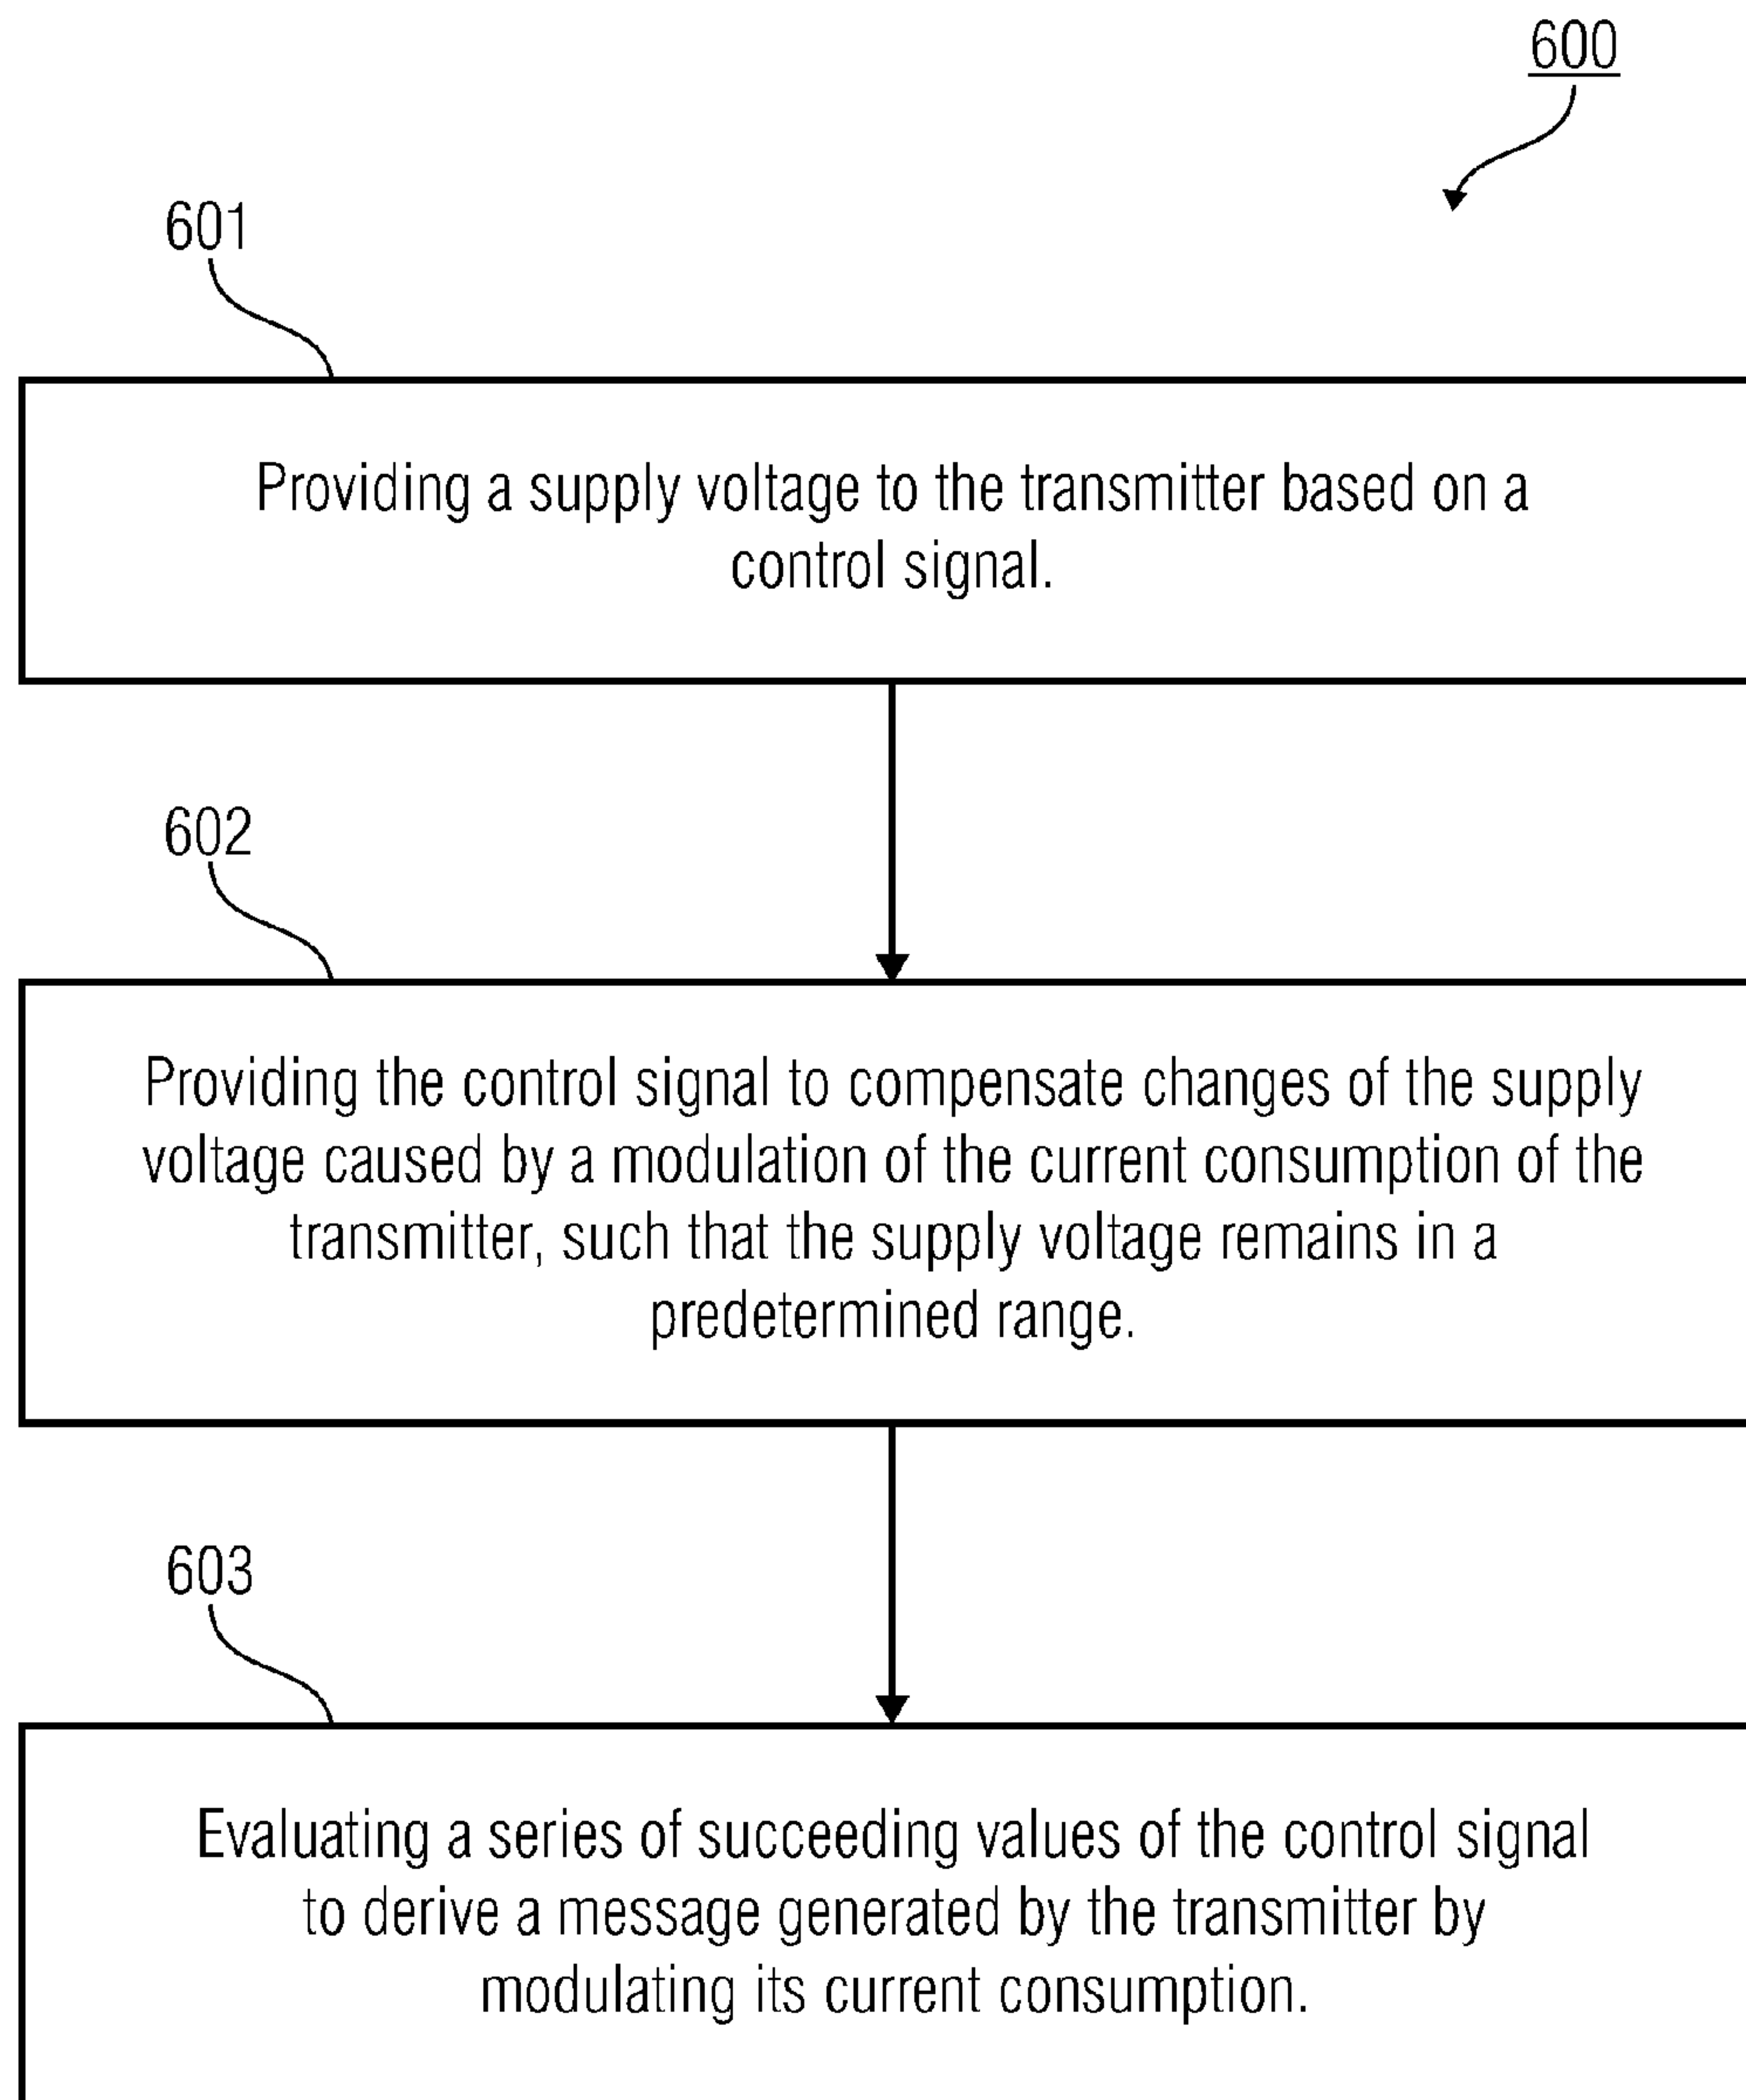 600
601
Providing a supply voltage to the transmitter based on a
control signal.
602
Providing the control signal to compensate changes of the supply
voltage caused by a modulation of the current consumption of the
transmitter, such that the supply voltage remains in a
predetermined range.
603
Evaluating a series of succeeding values of the control signal
to derive a message generated by the transmitter by
modulating its current consumption.